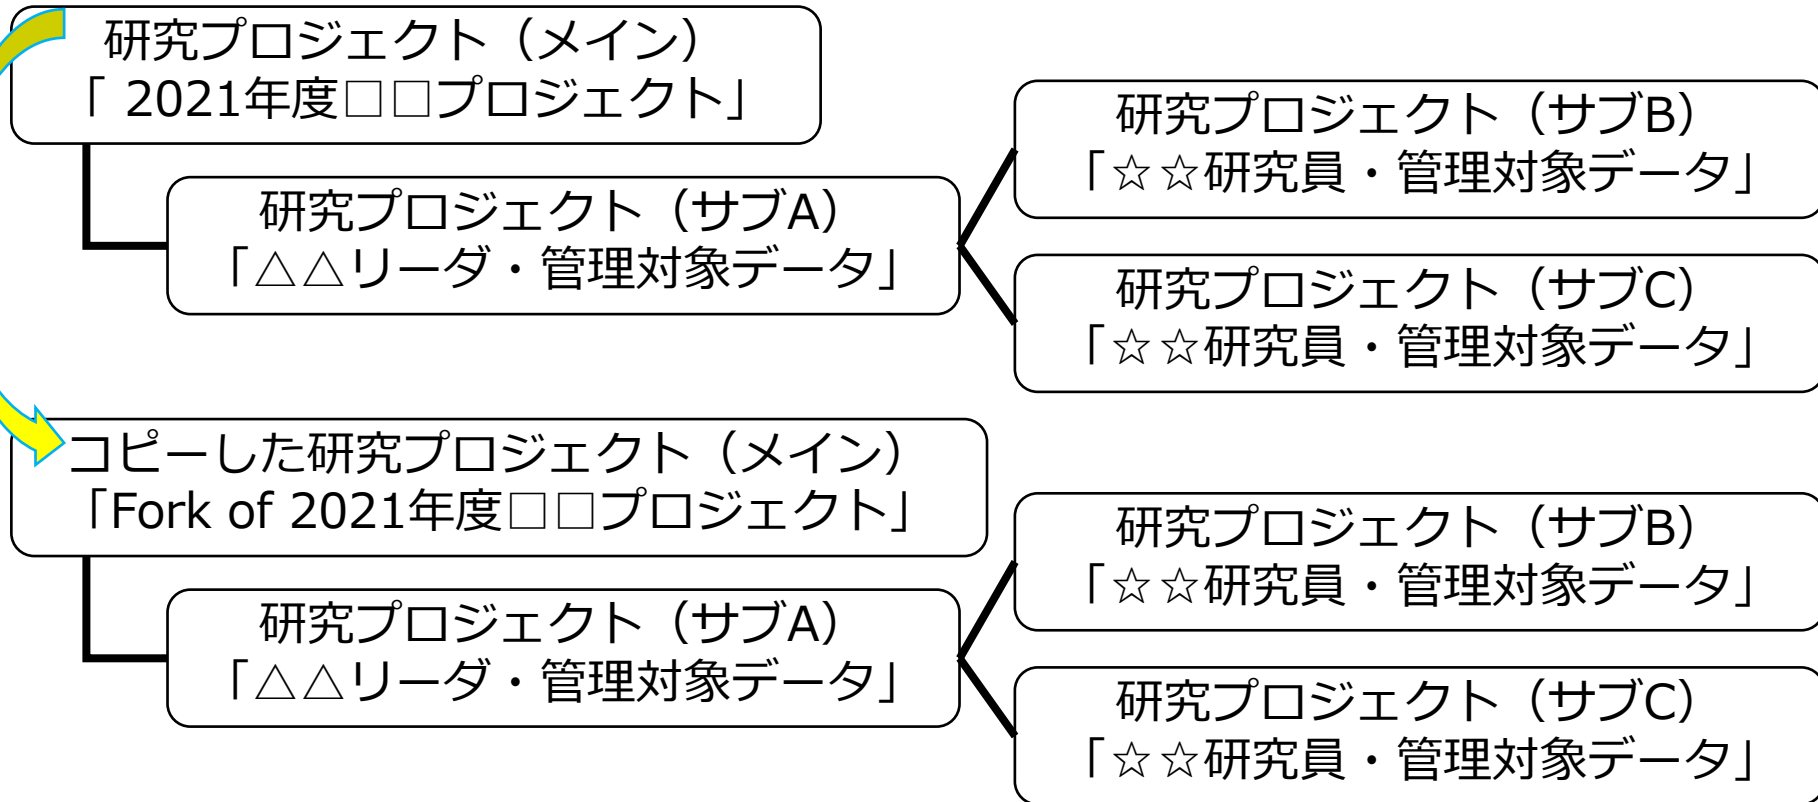 研究プロジェクト（メイン）
「 2021年度□□プロジェクト」
研究プロジェクト（サブA）
「△△リーダ・管理対象データ」
研究プロジェクト（サブB）
「☆☆研究員・管理対象データ」
研究プロジェクト（サブC）
「☆☆研究員・管理対象データ」
コピーした研究プロジェクト（メイン）
「Fork of 2021年度□□プロジェクト」
研究プロジェクト（サブA）
「△△リーダ・管理対象データ」
研究プロジェクト（サブB）
「☆☆研究員・管理対象データ」
研究プロジェクト（サブC）
「☆☆研究員・管理対象データ」